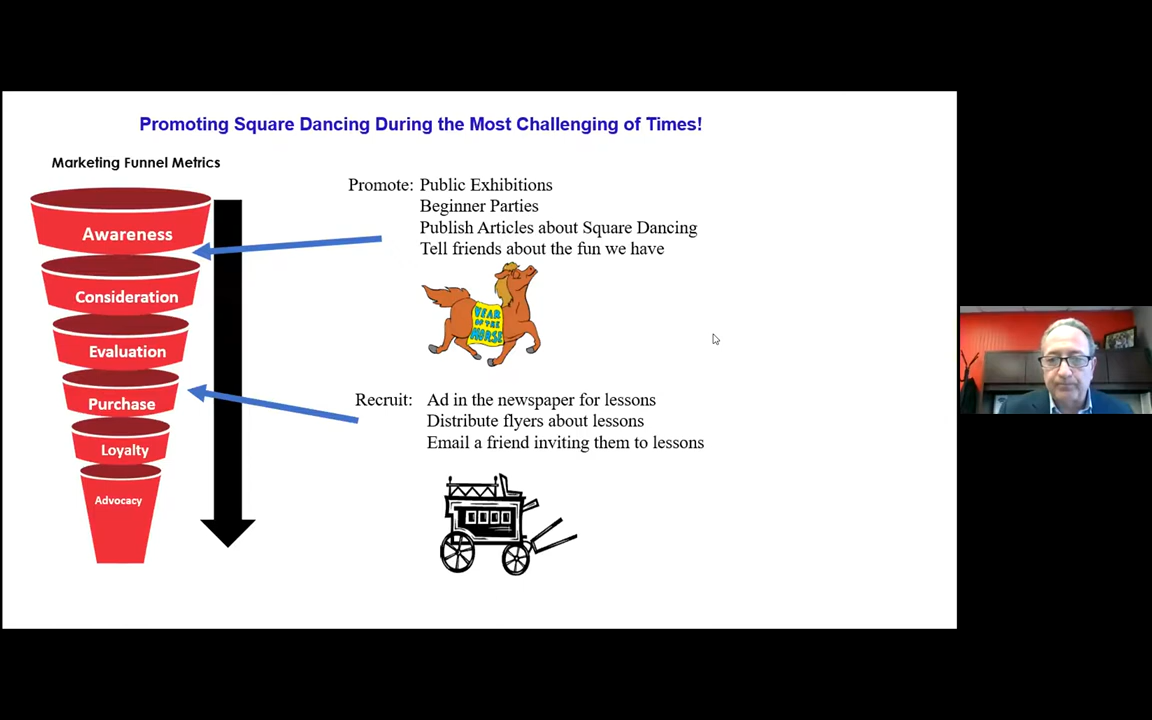 Promoting Square Dancing During the Most Challenging of Times!
Marketing Funnel Metrics
Awareness
Consideration
Evaluation
Purchase
Loyalty
Advocacy
Promote: Public Exhibitions
Beginner Parties
Publish Articles about Square Dancing
Tell friends about the fun we have
YEAR
OF THE
HORSE
Recruit: Ad in the newspaper for lessons
Distribute flyers about lessons
Email a friend inviting them to lessons